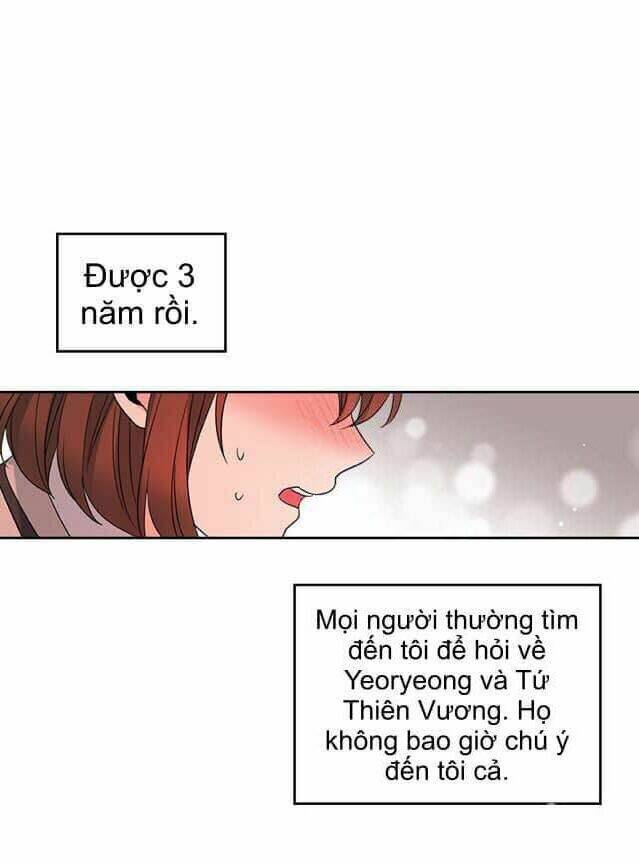 Được 3
năm rồi.
Mọi người thường tìm
đến tôi để hỏi về
Yeoryeong và Tứ
Thiên Vương. Họ
không bao giờ chú ý
đến tôi cả.